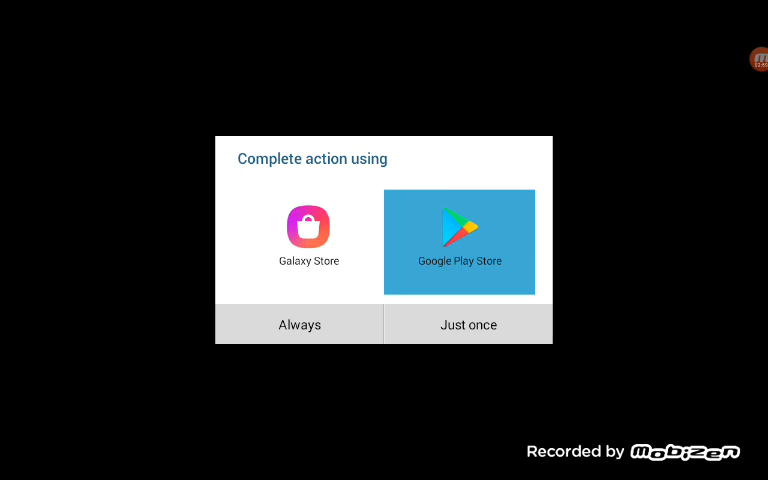 Complete action using
Galaxy Store
Google Play Store
Always
Just once
Recorded by Mobizen